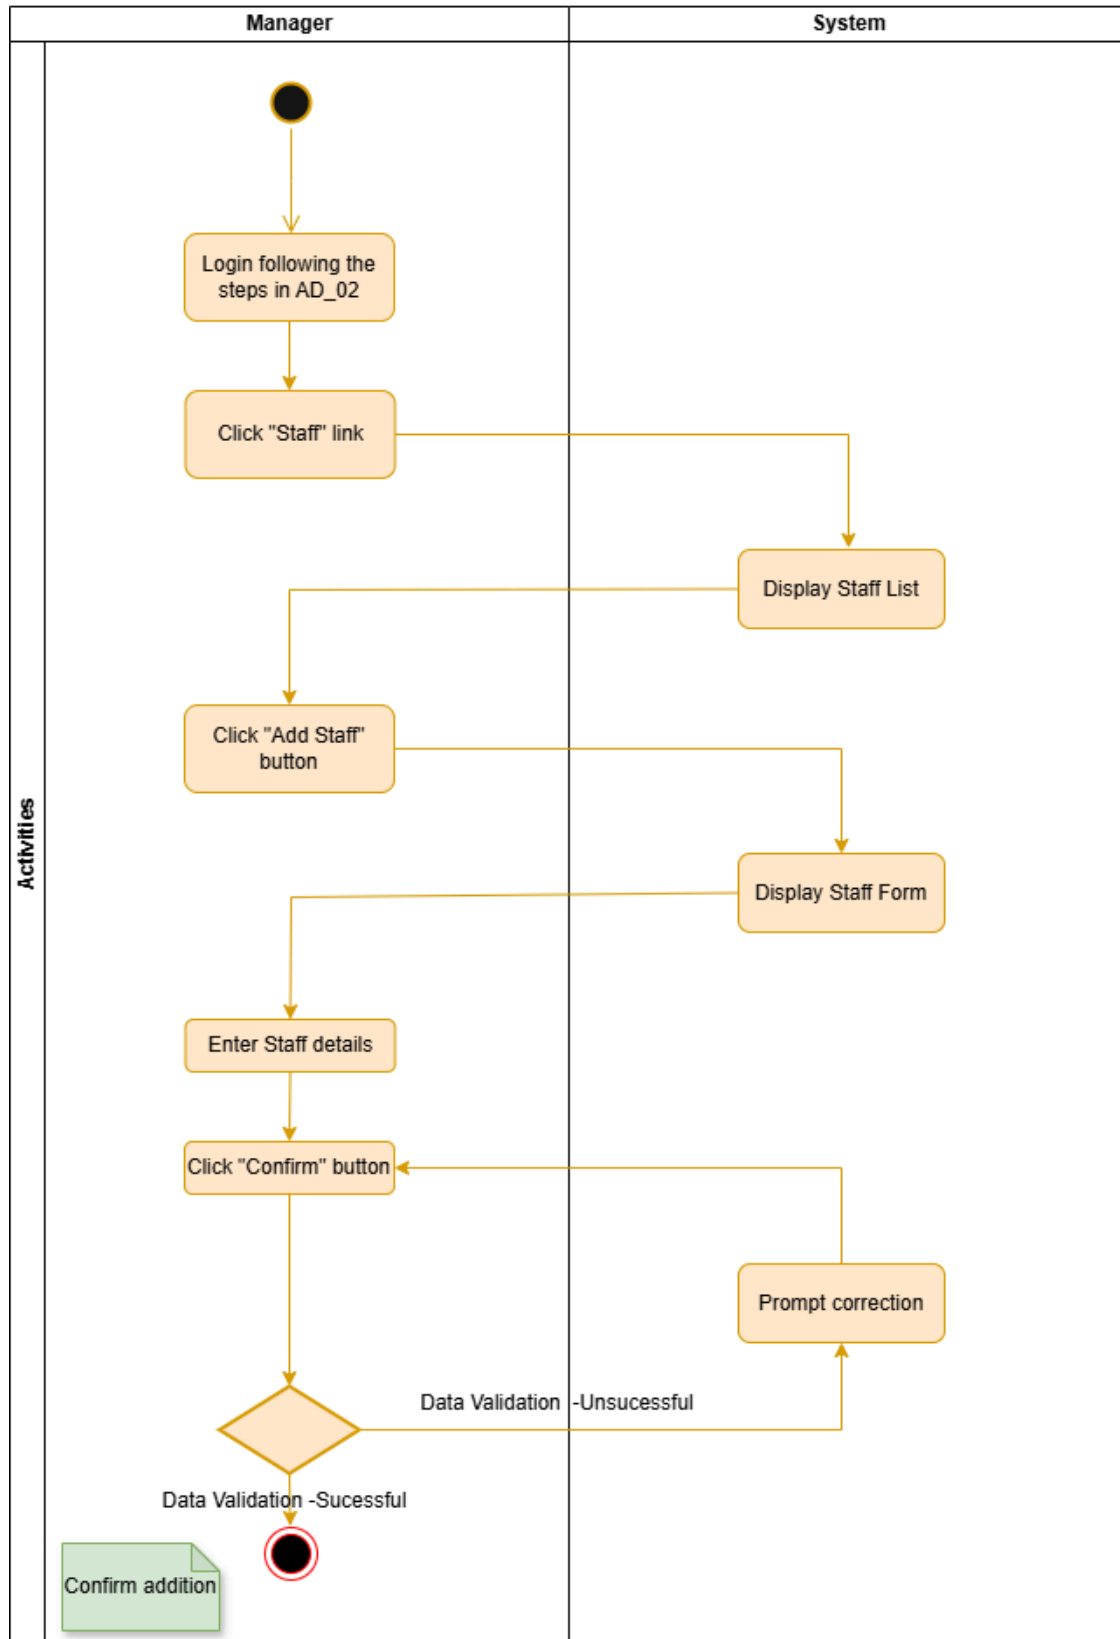 Manager
System
Activities
Login following the
steps in AD_02
Click "Staff" link
Display Staff List
Click "Add Staff"
button
Display Staff Form
Enter Staff details
Click "Confirm" button
Prompt correction
Data Validation -Unsucessful
Data Validation -Sucessful
Confirm addition